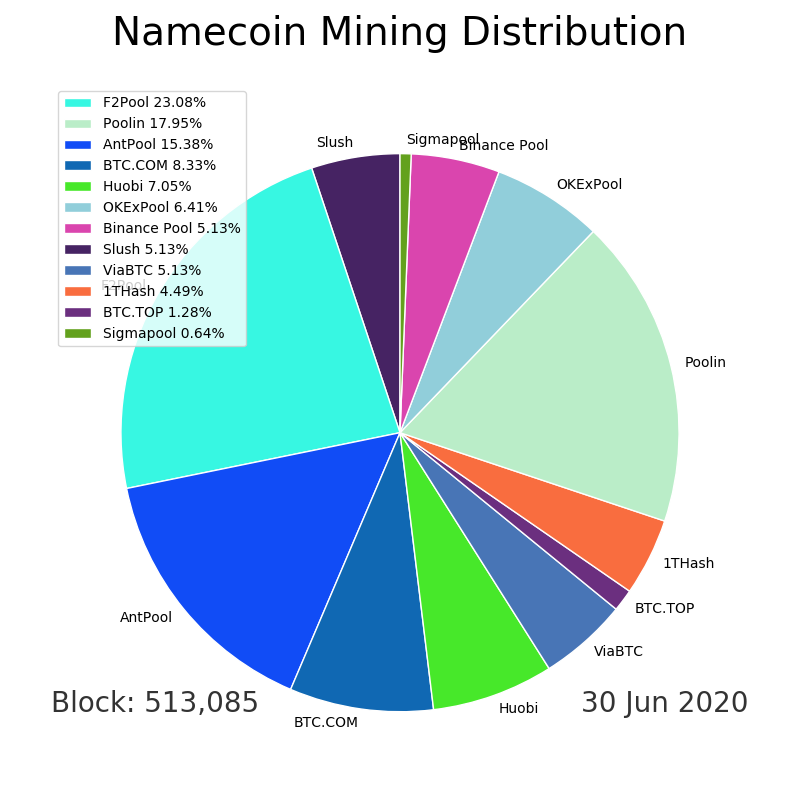 Namecoin Mining Distribution
F2Pool 23.08%
Poolin 17.95%
AntPool 15.38%
BTC.COM 8.33%
Huobi 7.05%
OKExPool 6.41%
Binance Pool 5.13%
Slush 5.13%
ViaBTC 5.13%
1THash 4.49%
BTC.TOP 1.28%
Sigmapool 0.64%
Slush
Sigmapool
Binance Pool
OKExPool
F2Pool
Poolin
1THash
BTC.TOP
AntPool
ViaBTC
Huobi
BTC.COM
Block: 513,085
30 Jun 2020